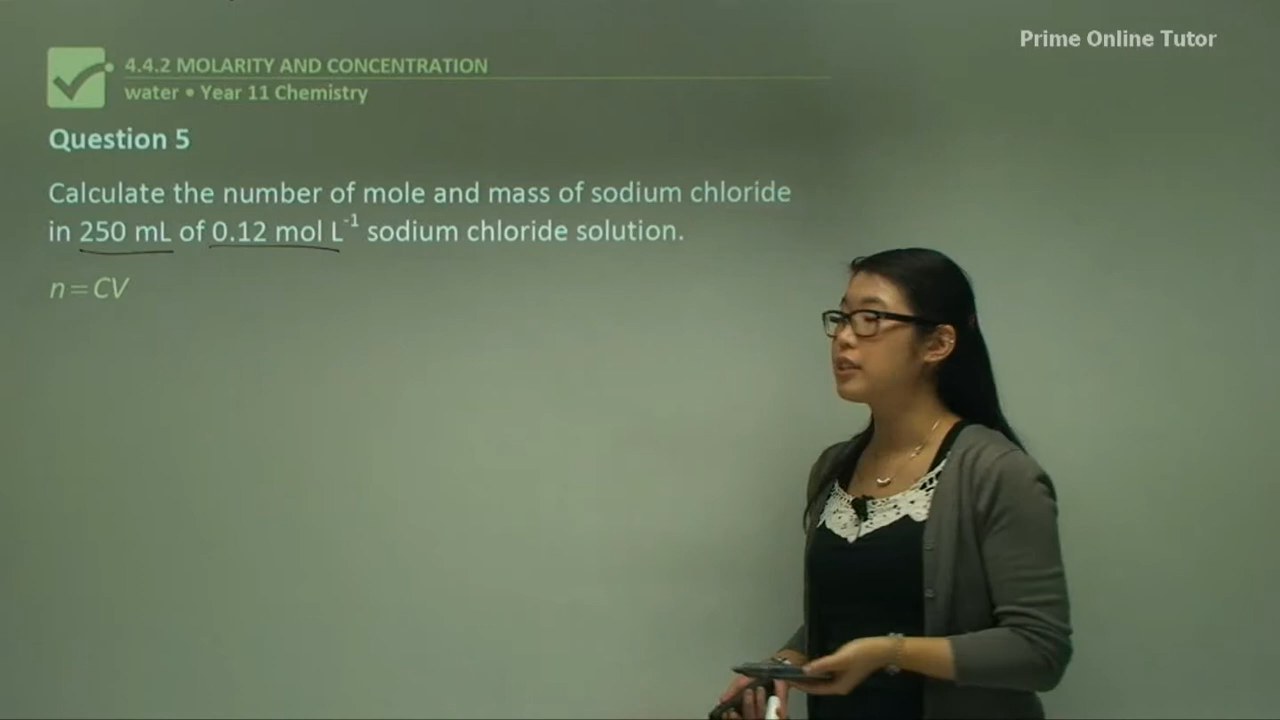 Prime Online Tutor
4.4.2 MOLARITY AND CONCENTRATION
water • Year 11 Chemistry
Question 5
Calculate the number of mole and mass of sodium chloride
in 250 mL of 0.12 mol L⁻¹ sodium chloride solution.
n=CV